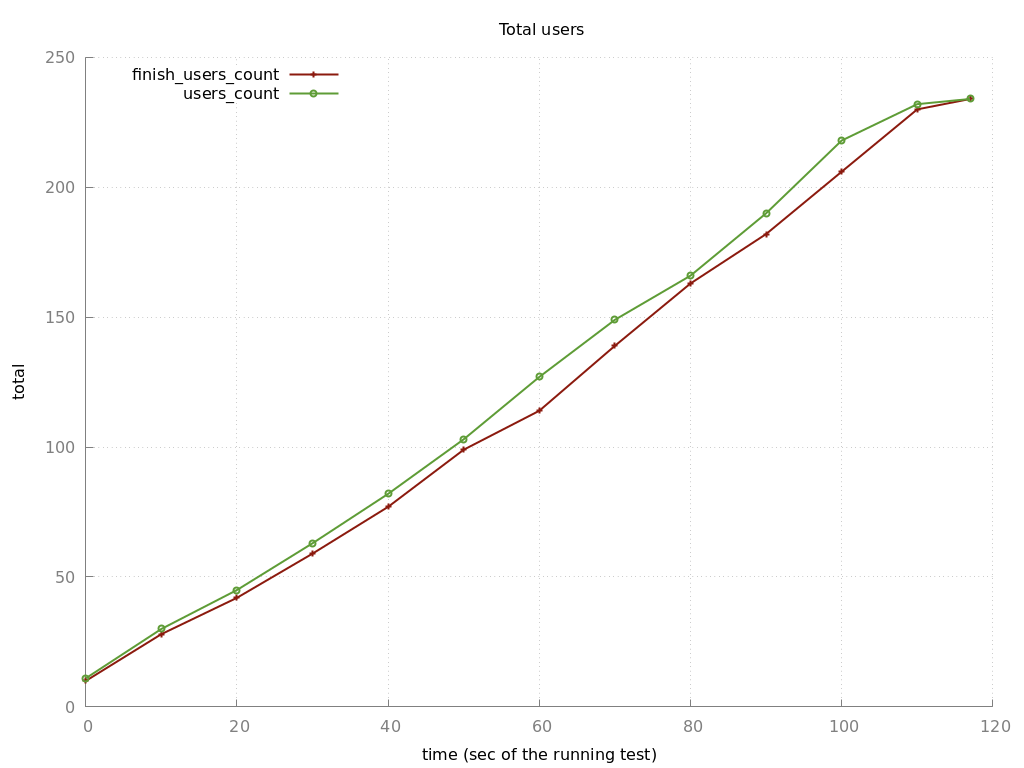 Total users
finish_users_count
users_count
250
200
150
100
50
0
total
0 20 40 60 80 100 120
time (sec of the running test)